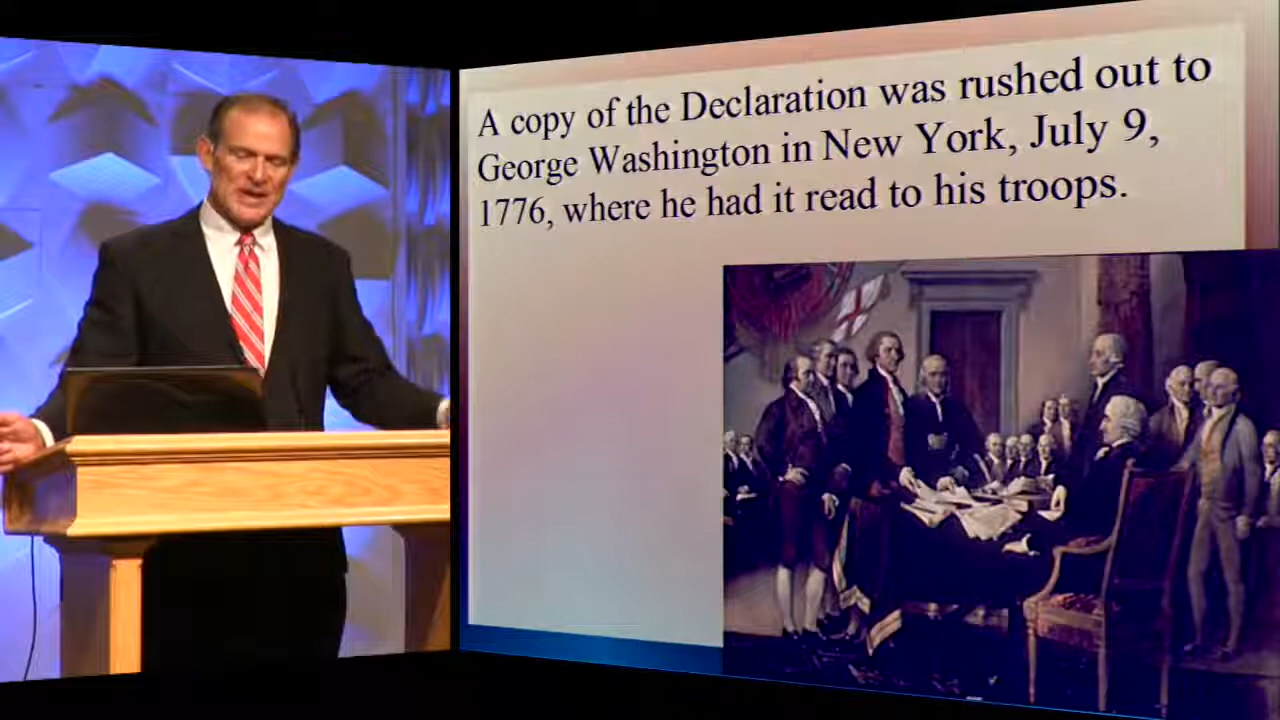 A copy of the Declaration was rushed out to
George Washington in New York, July 9,
1776, where he had it read to his troops.